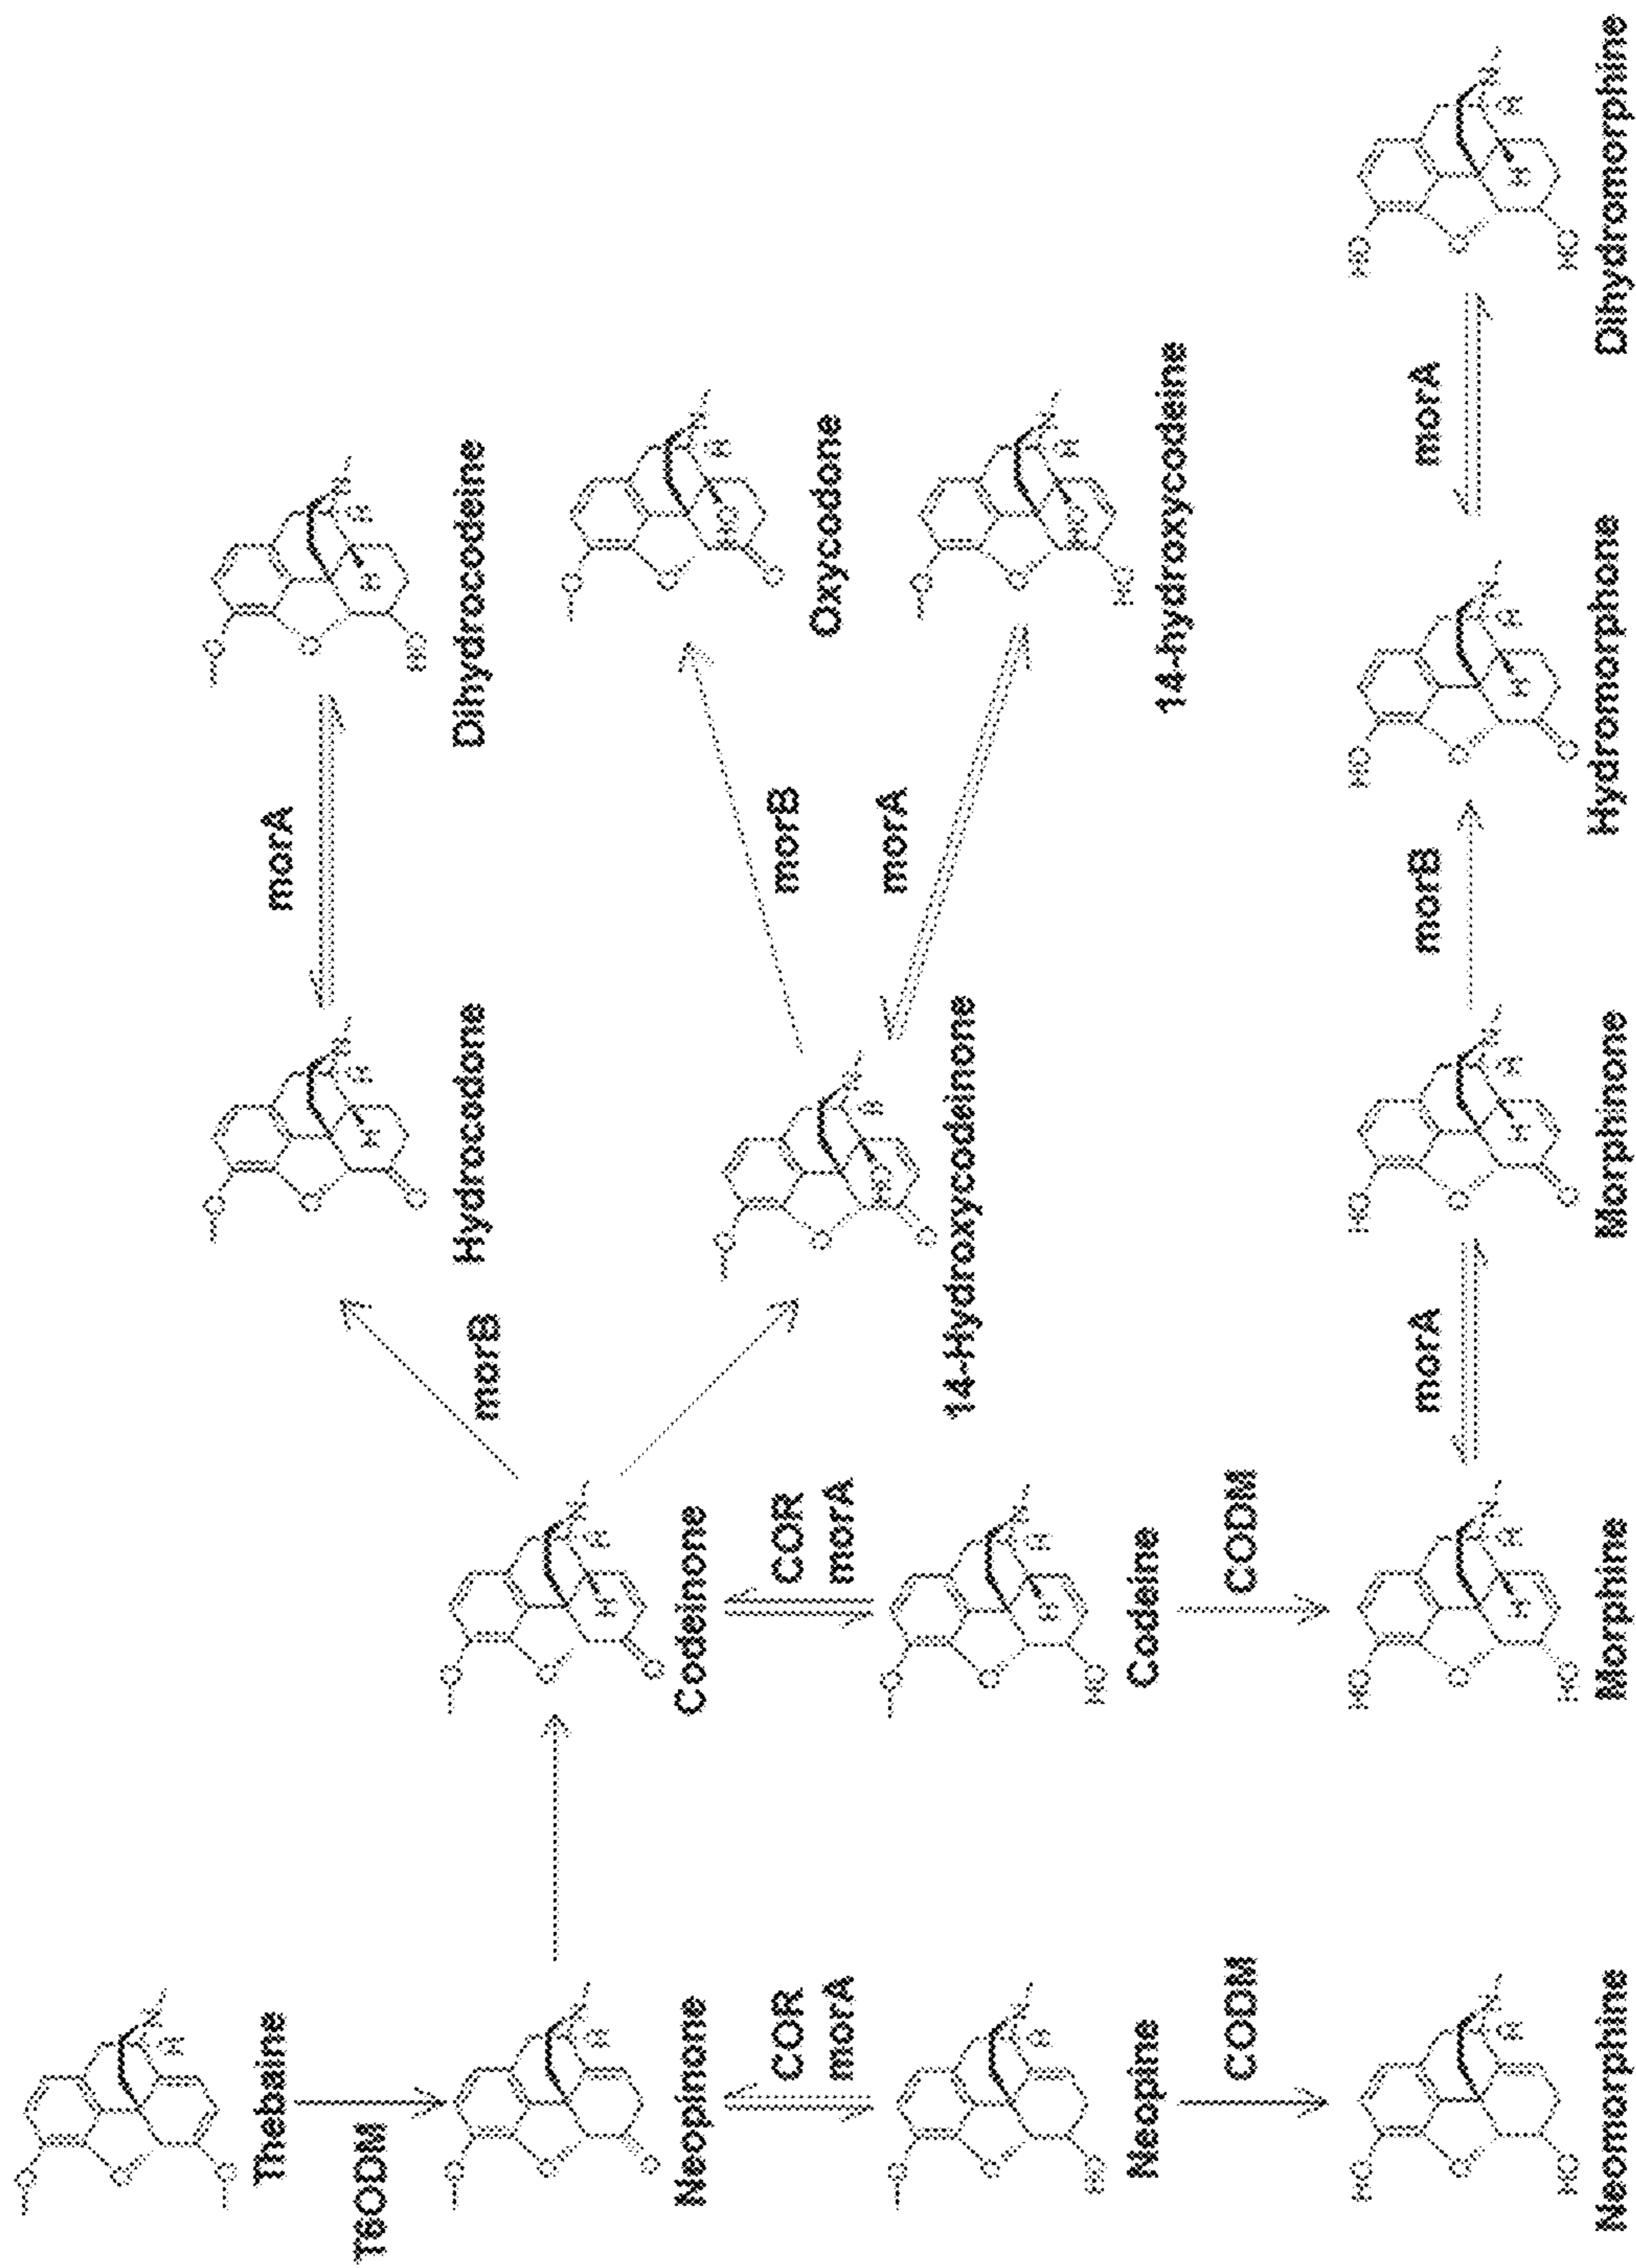 Thebaine
morA
T6ODM
Hydrocodone
Dihydrocodeine
morB
Neopinone
Codeinone
COR
morA
COR
morA
morB
Oxycodone
morA
14-Hydroxycodeinone
Neopine
Codeine
14-hydroxycodeine
CODM
CODM
morA
morB
morA
Neomorphine
Morphine
Morphinone
Hydromorphone
Dihydromorphine